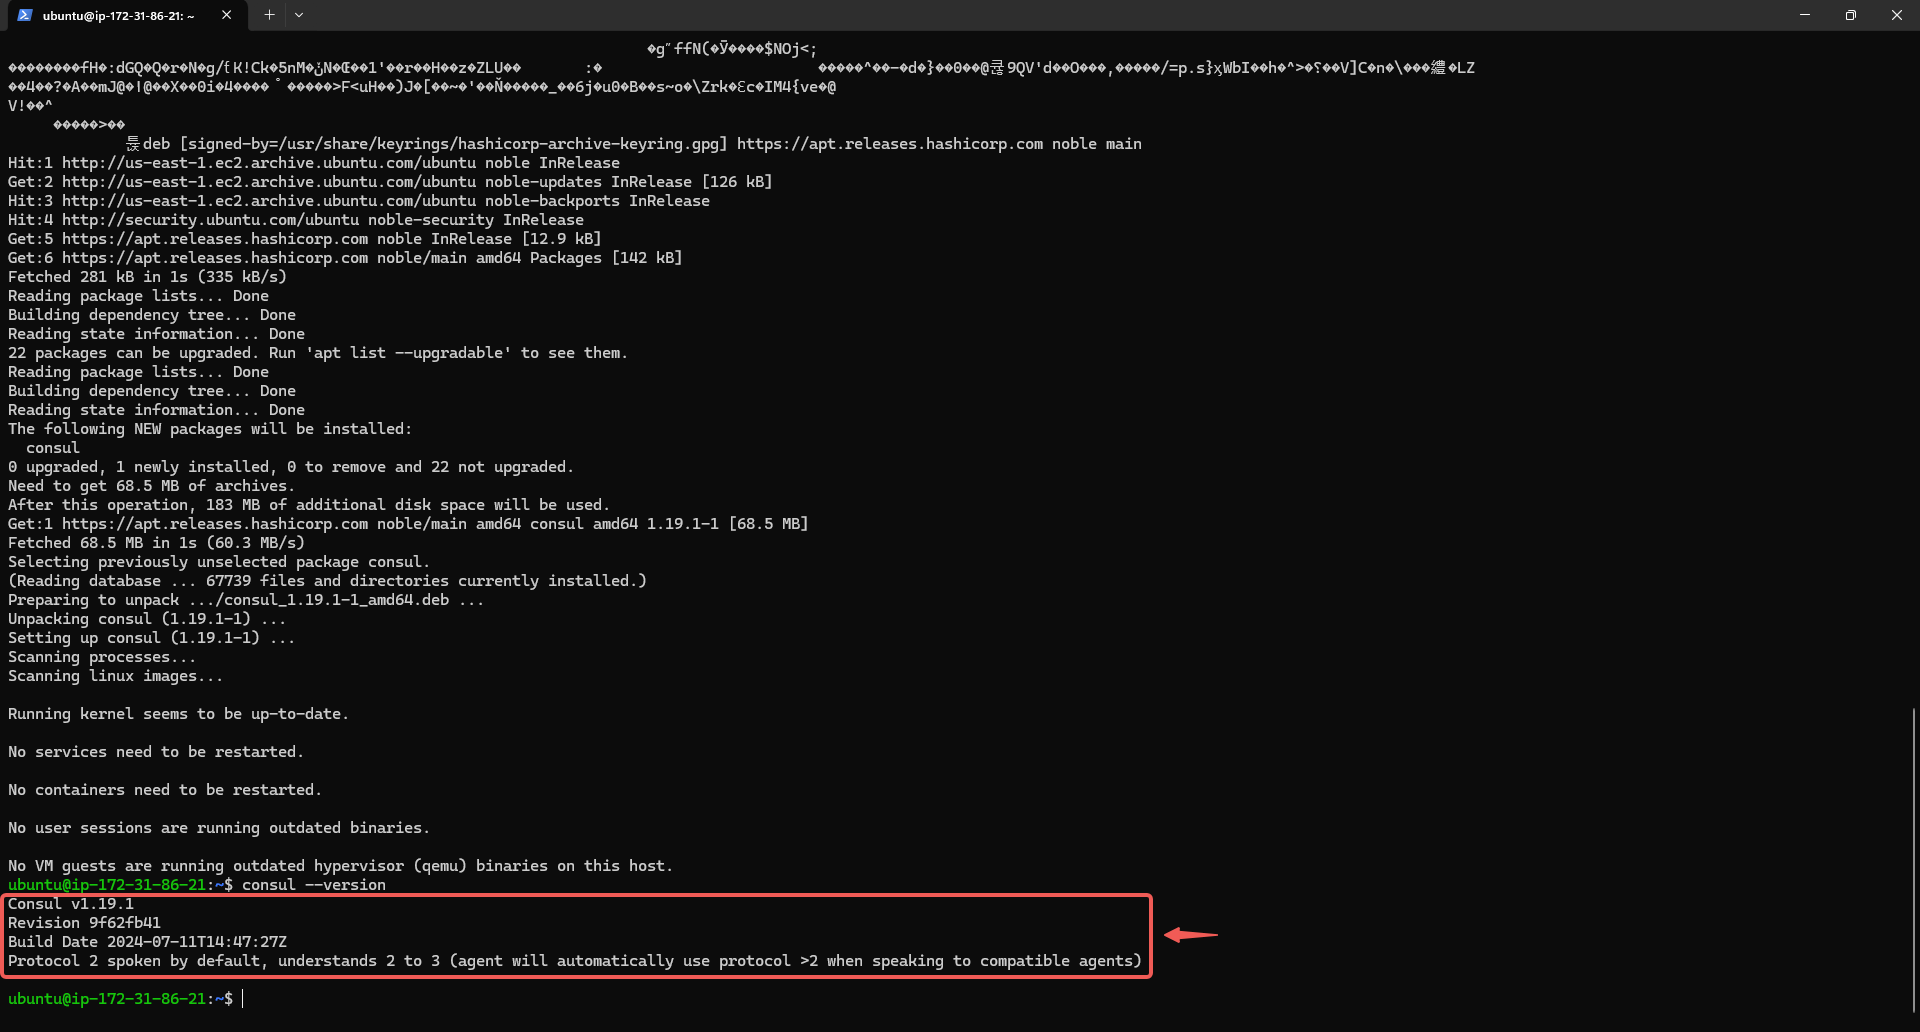 ubuntu@ip-172-31-86-21: ~
deb [signed-by=/usr/share/keyrings/hashicorp-archive-keyring.gpg] https://apt.releases.hashicorp.com noble main
Hit:1 http://us-east-1.ec2.archive.ubuntu.com/ubuntu noble InRelease
Get:2 http://us-east-1.ec2.archive.ubuntu.com/ubuntu noble-updates InRelease [126 kB]
Hit:3 http://us-east-1.ec2.archive.ubuntu.com/ubuntu noble-backports InRelease
Hit:4 http://security.ubuntu.com/ubuntu noble-security InRelease
Get:5 https://apt.releases.hashicorp.com noble InRelease [12.9 kB]
Get:6 https://apt.releases.hashicorp.com noble/main amd64 Packages [142 kB]
Fetched 281 kB in 1s (335 kB/s)
Reading package lists... Done
Building dependency tree... Done
Reading state information... Done
22 packages can be upgraded. Run 'apt list --upgradable' to see them.
Reading package lists... Done
Building dependency tree... Done
Reading state information... Done
The following NEW packages will be installed:
consul
0 upgraded, 1 newly installed, 0 to remove and 22 not upgraded.
Need to get 68.5 MB of archives.
After this operation, 183 MB of additional disk space will be used.
Get:1 https://apt.releases.hashicorp.com noble/main amd64 consul amd64 1.19.1-1 [68.5 MB]
Fetched 68.5 MB in 1s (60.3 MB/s)
Selecting previously unselected package consul.
(Reading database ... 67739 files and directories currently installed.)
Preparing to unpack .../consul_1.19.1-1_amd64.deb ...
Unpacking consul (1.19.1-1) ...
Setting up consul (1.19.1-1) ...
Scanning processes...
Scanning linux images...
Running kernel seems to be up-to-date.
No services need to be restarted.
No containers need to be restarted.
No user sessions are running outdated binaries.
No VM guests are running outdated hypervisor (qemu) binaries on this host.
ubuntu@ip-172-31-86-21:~$ consul --version
Consul v1.19.1
Revision 9f62fb41
Build Date 2024-07-11T14:47:27Z
Protocol 2 spoken by default, understands 2 to 3 (agent will automatically use protocol >2 when speaking to compatible agents)
ubuntu@ip-172-31-86-21:~$